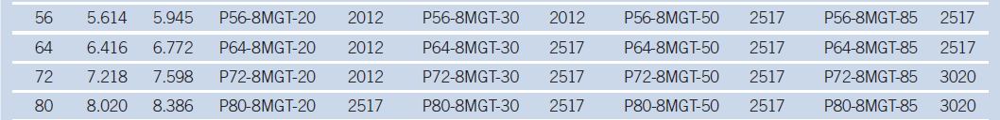 56 5.614 5.945 P56-8MGT-20 2012 P56-8MGT-30 2012 P56-8MGT-50 2517 P56-8MGT-85 2517
64 6.416 6.772 P64-8MGT-20 2012 P64-8MGT-30 2517 P64-8MGT-50 2517 P64-8MGT-85 2517
72 7.218 7.598 P72-8MGT-20 2012 P72-8MGT-30 2517 P72-8MGT-50 2517 P72-8MGT-85 3020
80 8.020 8.386 P80-8MGT-20 2517 P80-8MGT-30 2517 P80-8MGT-50 2517 P80-8MGT-85 3020